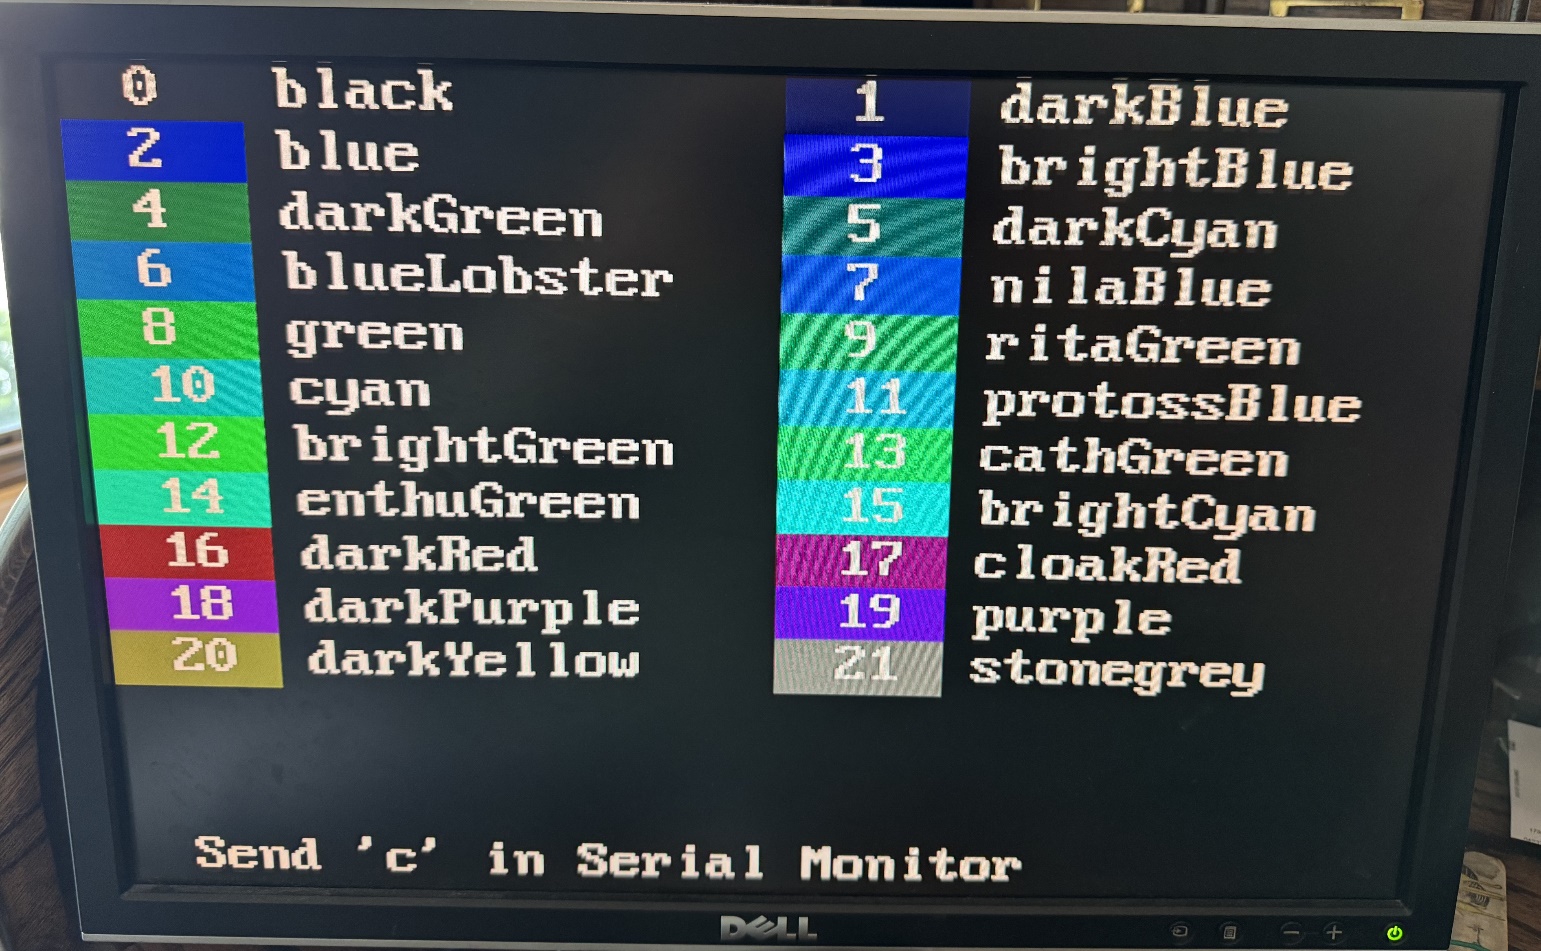 0 black 1 darkBlue
2 blue 3 brightBlue
4 darkGreen 5 darkCyan
6 blueLobster 7 nilaBlue
8 green 9 ritaGreen
10 cyan 11 protossBlue
12 brightGreen 13 cathGreen
14 enthuGreen 15 brightCyan
16 darkRed 17 cloakRed
18 darkPurple 19 purple
20 darkYellow 21 stonegrey
Send 'c' in Serial Monitor
DELL